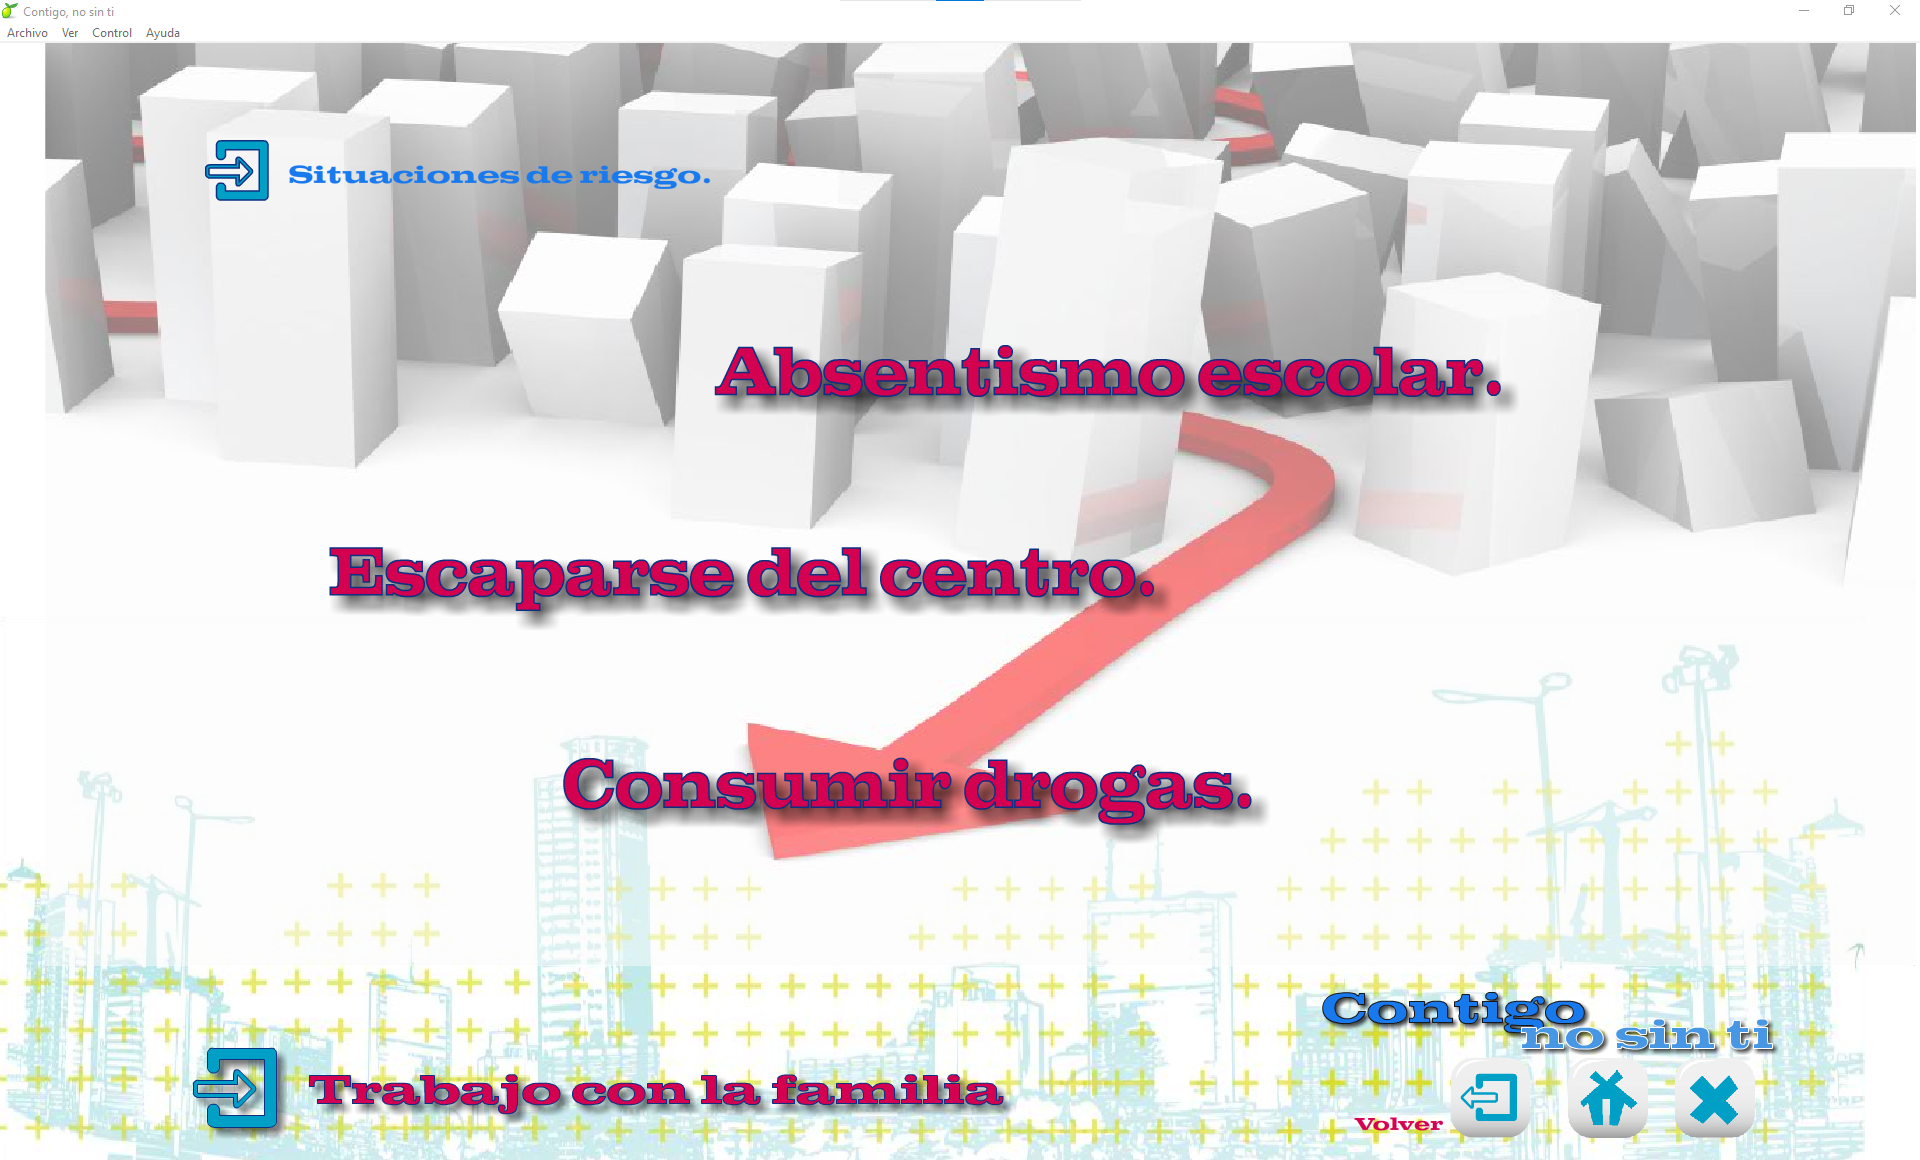 Contigo, no sin ti
Archivo Ver Control Ayuda
Situaciones de riesgo.
Absentismo escolar.
Escaparse del centro.
Consumir drogas.
Contigo
no sin ti
Trabajo con la familia
Volver